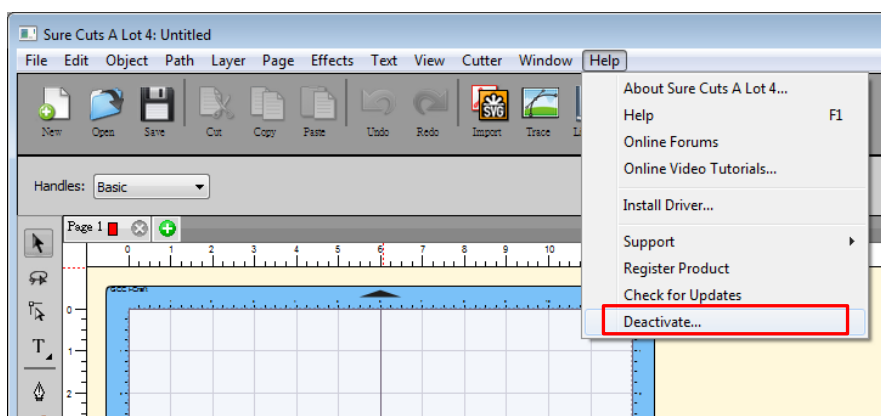 Sure Cuts A Lot 4: Untitled
File Edit Object Path Layer Page Effects Text View Cutter Window Help
New Open Save Cut Copy Paste Undo Redo Import Trace
SVG
Handles: Basic
Page 1
0 1 2 3 4 5 6 7 8 9 10
0
1
2
T
About Sure Cuts A Lot 4...
Help F1
Online Forums
Online Video Tutorials...
Install Driver...
Support
Register Product
Check for Updates
Deactivate...